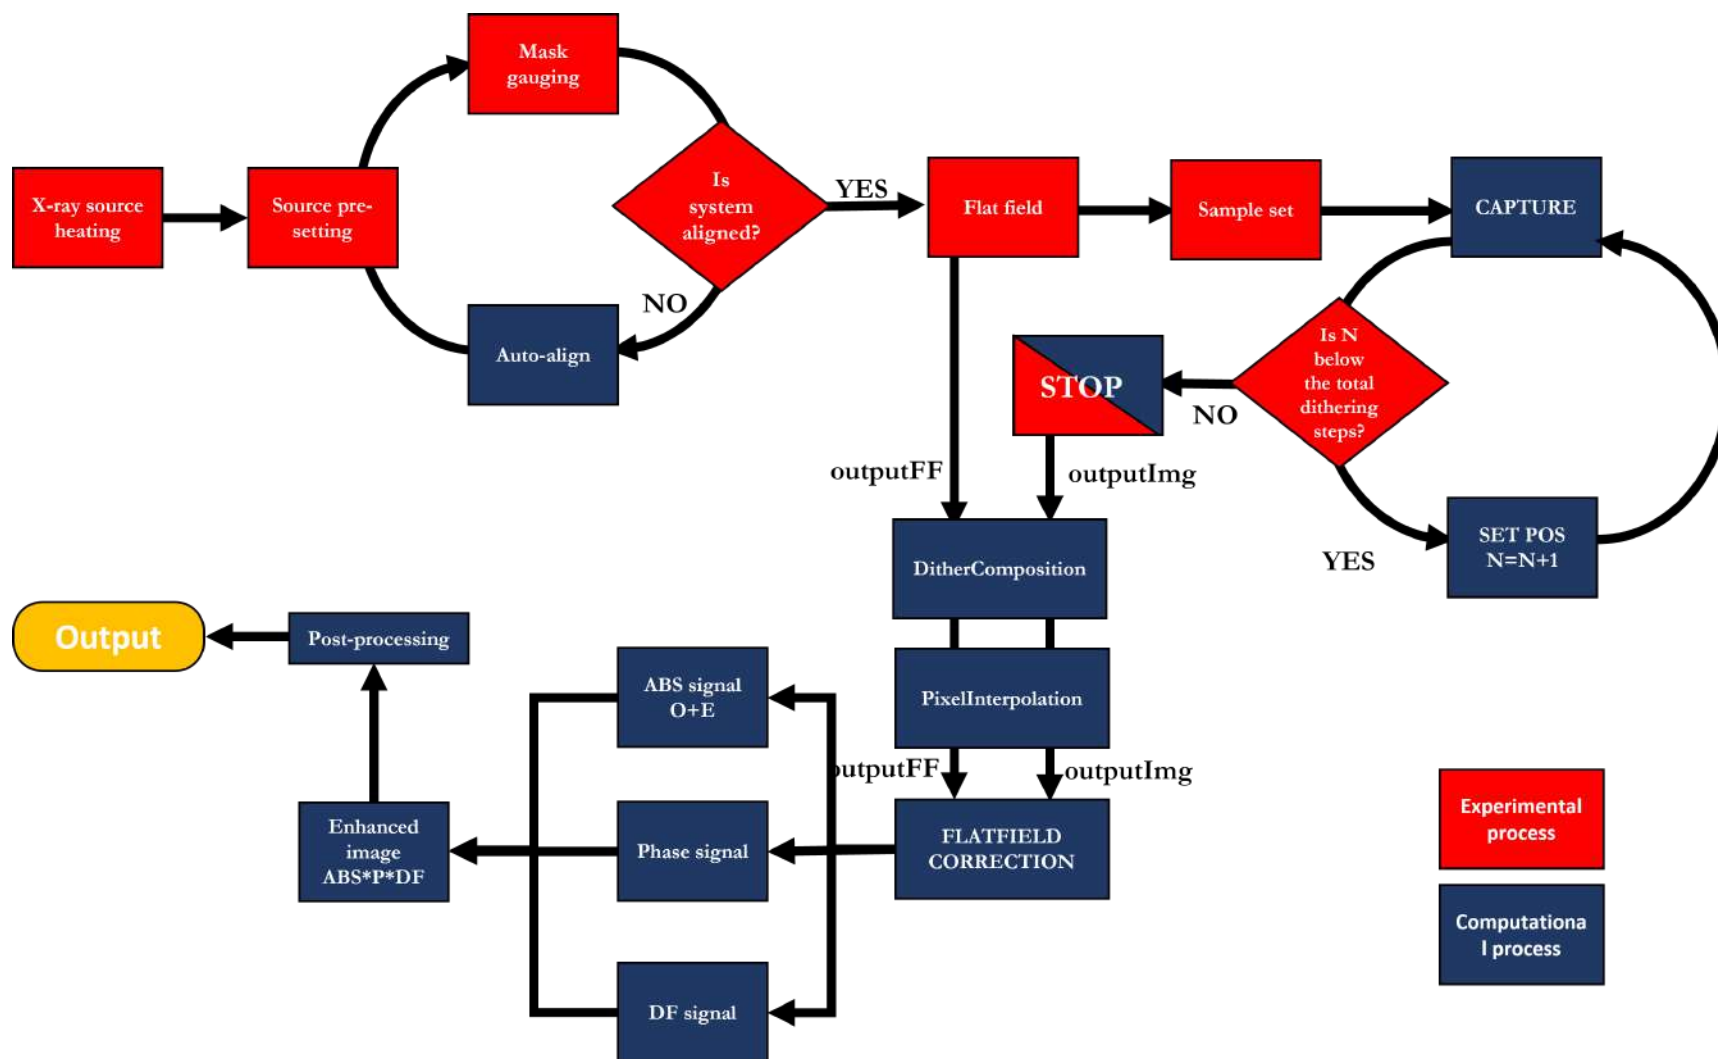 Mask
gauging
X-ray source
heating
Source pre-
setting
Is
system
aligned?
YES
NO
Auto-align
Flat field
Sample set
CAPTURE
Is N
below
the total
dithering
steps?
NO
YES
STOP
SET POS
N=N+1
outputFF
outputImg
DitherComposition
PixelInterpolation
outputFF
outputImg
FLATFIELD
CORRECTION
ABS signal
O+E
Phase signal
DF signal
Enhanced
image
ABS*P*DF
Post-processing
Output
Experimental
process
Computationa
l process